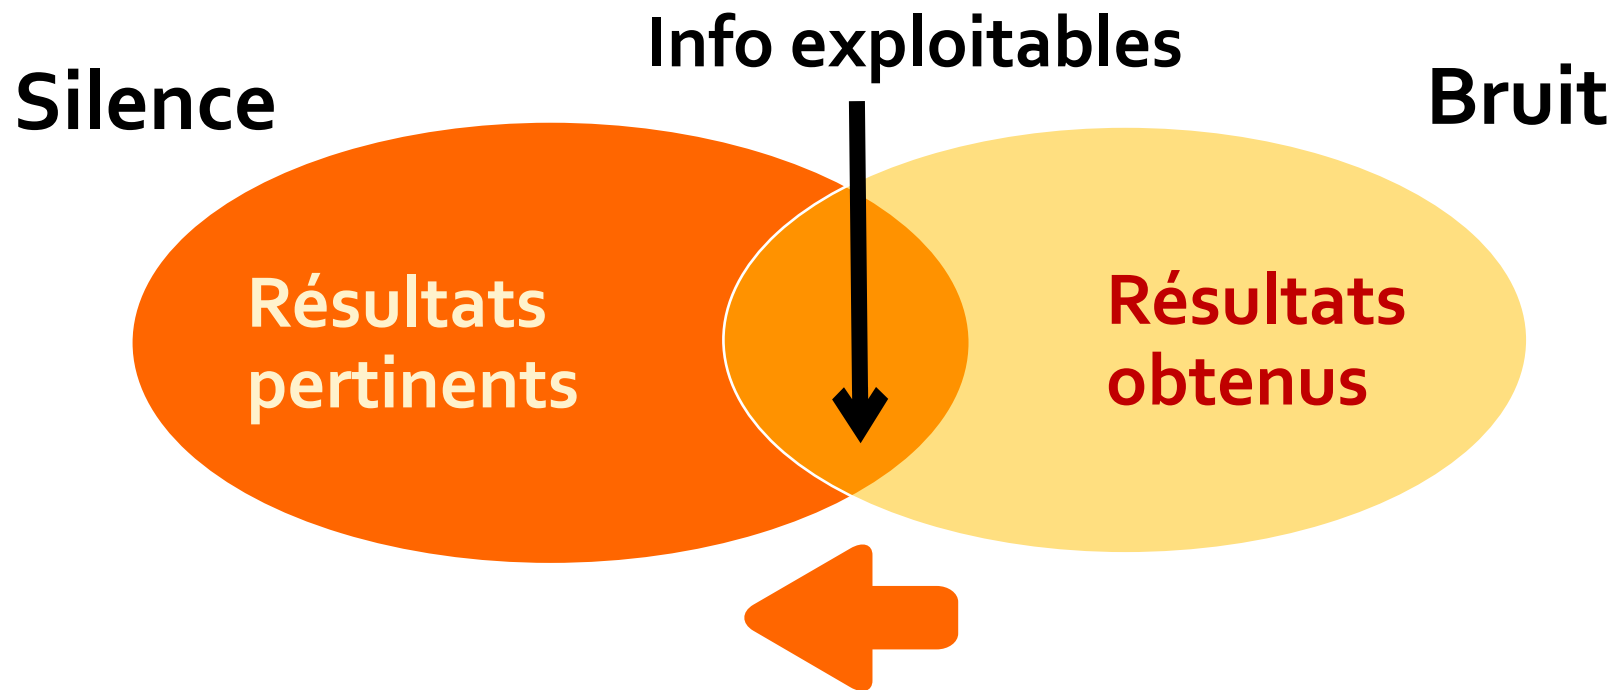 Info exploitables
Silence
Bruit
Résultats
pertinents
Résultats
obtenus